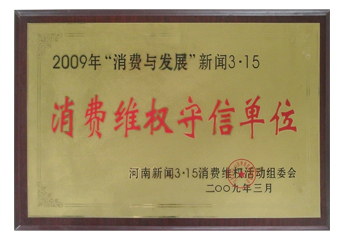 2009年“消费与发展”新闻3·15
消费维权守信单位
河南新闻3·15消费维权活动组委会
二〇〇九年三月